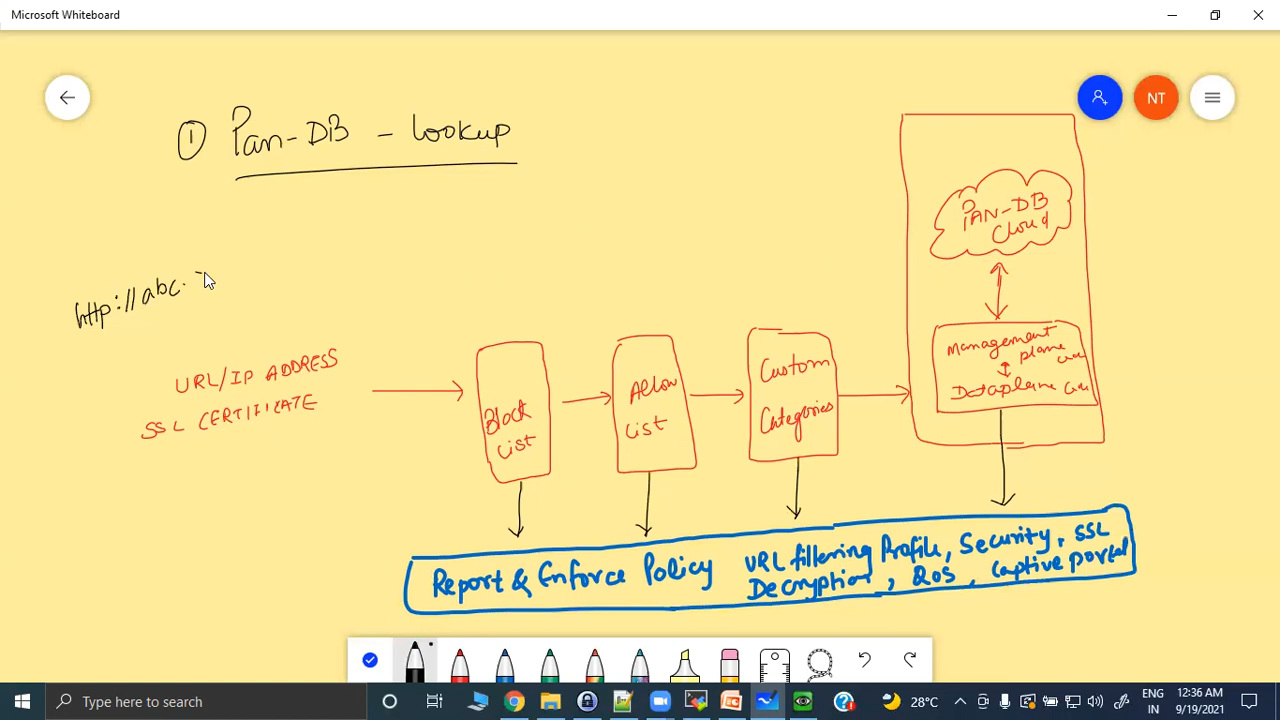 Microsoft Whiteboard
NT
① Pan-DB - lookup
http://abc.
URL/IP ADDRESS
SSL CERTIFICATE
Block
List
Allow
List
Custom
Categories
PAN-DB
Cloud
Management
plane
Dataplane
Report & Enforce Policy URL filtering Profile, Security, SSL
Decryption, QoS, Captive portal
Type here to search
28°C
ENG
IN
12:36 AM
9/19/2021